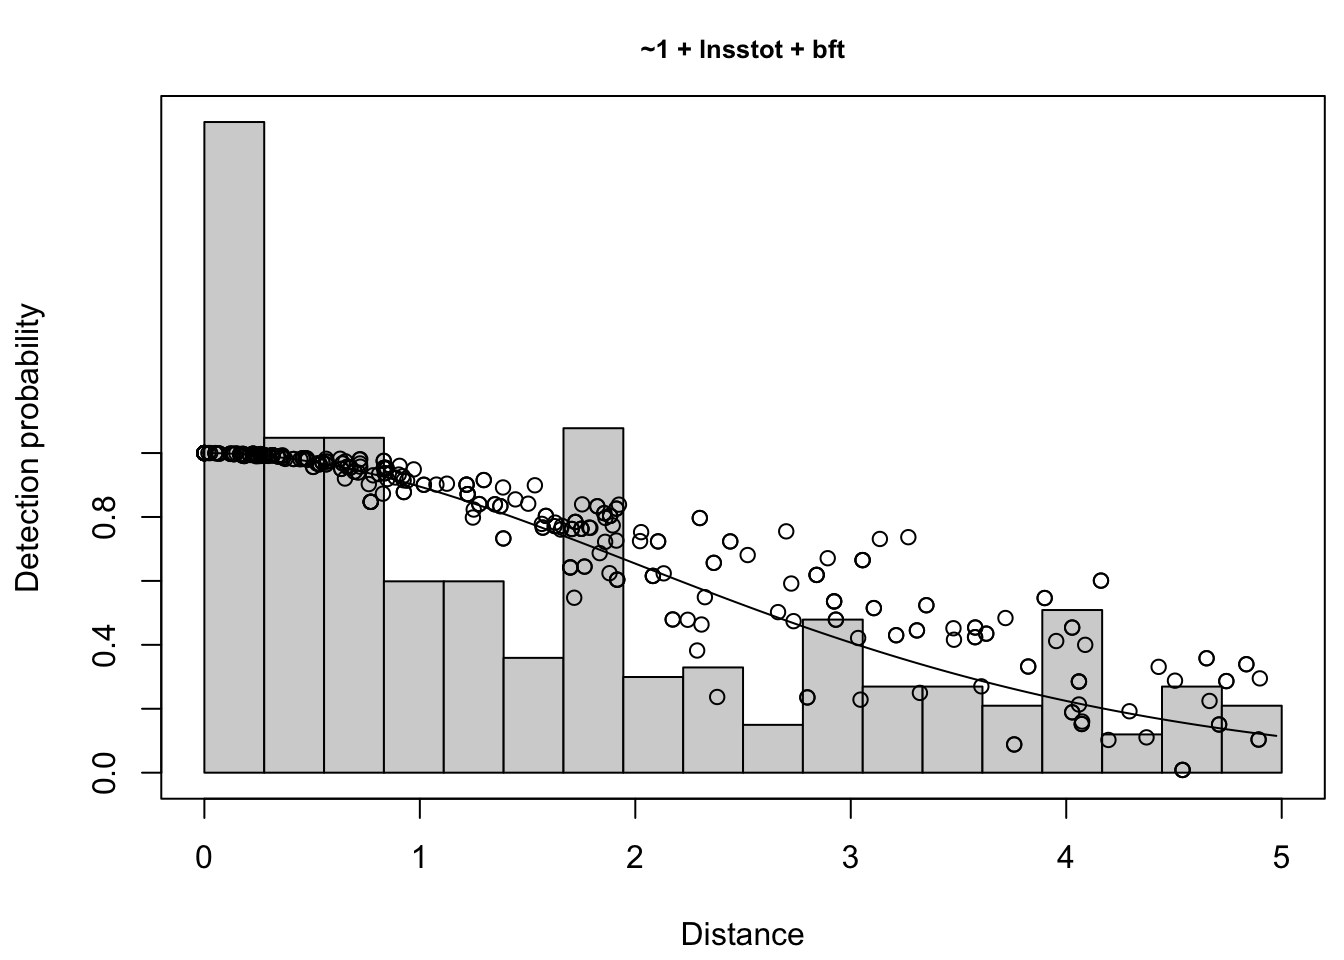 ~1 + lnsstot + bft
Detection probability
0.8
0.4
0.0
0 1 2 3 4 5
Distance